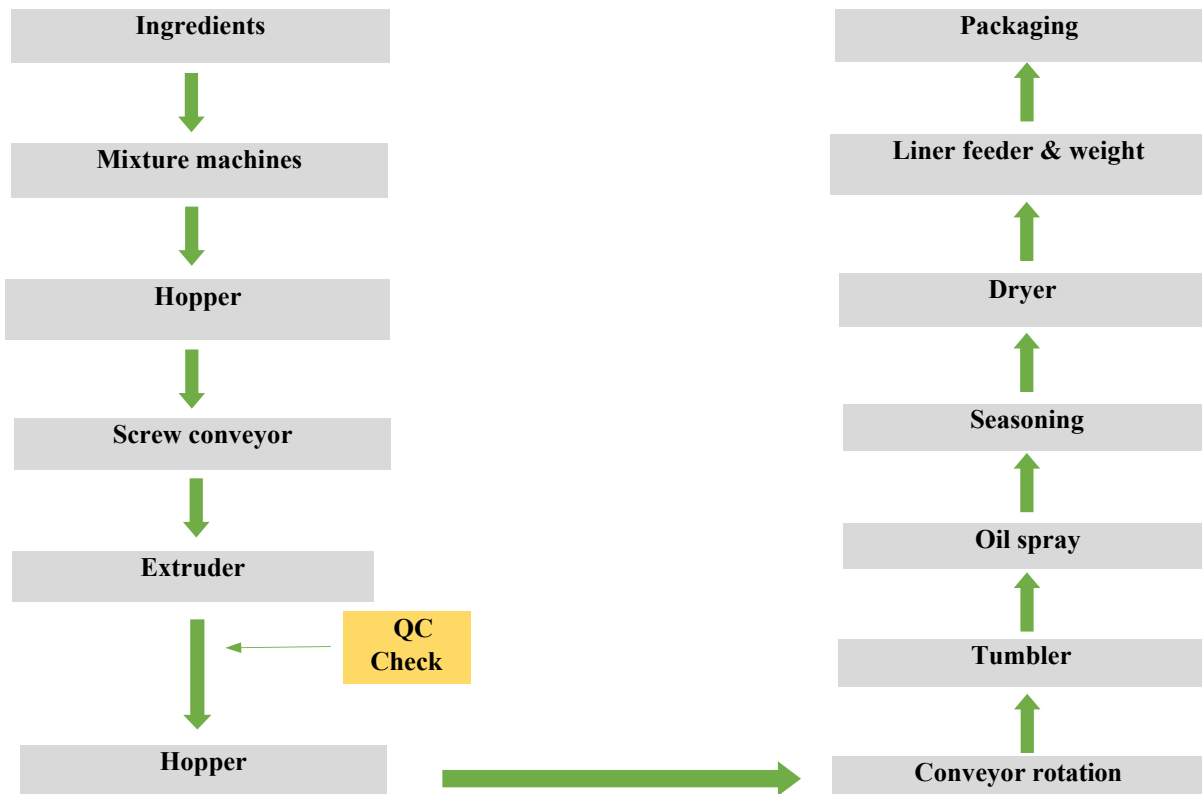 Ingredients
Mixture machines
Hopper
Screw conveyor
Extruder
QC
Check
Hopper
Conveyor rotation
Tumbler
Oil spray
Seasoning
Dryer
Liner feeder & weight
Packaging